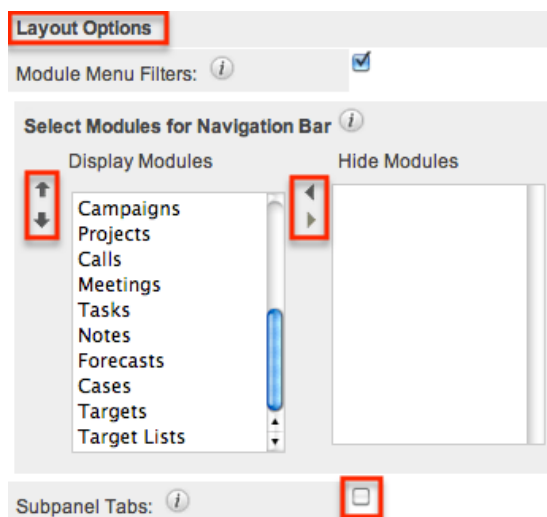 Layout Options
Module Menu Filters: i
Select Modules for Navigation Bar i
Display Modules Hide Modules
Campaigns
Projects
Calls
Meetings
Tasks
Notes
Forecasts
Cases
Targets
Target Lists
Subpanel Tabs: i